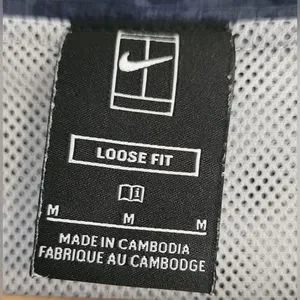 LOOSE FIT
M M M
MADE IN CAMBODIA
FABRIQUE AU CAMBODGE